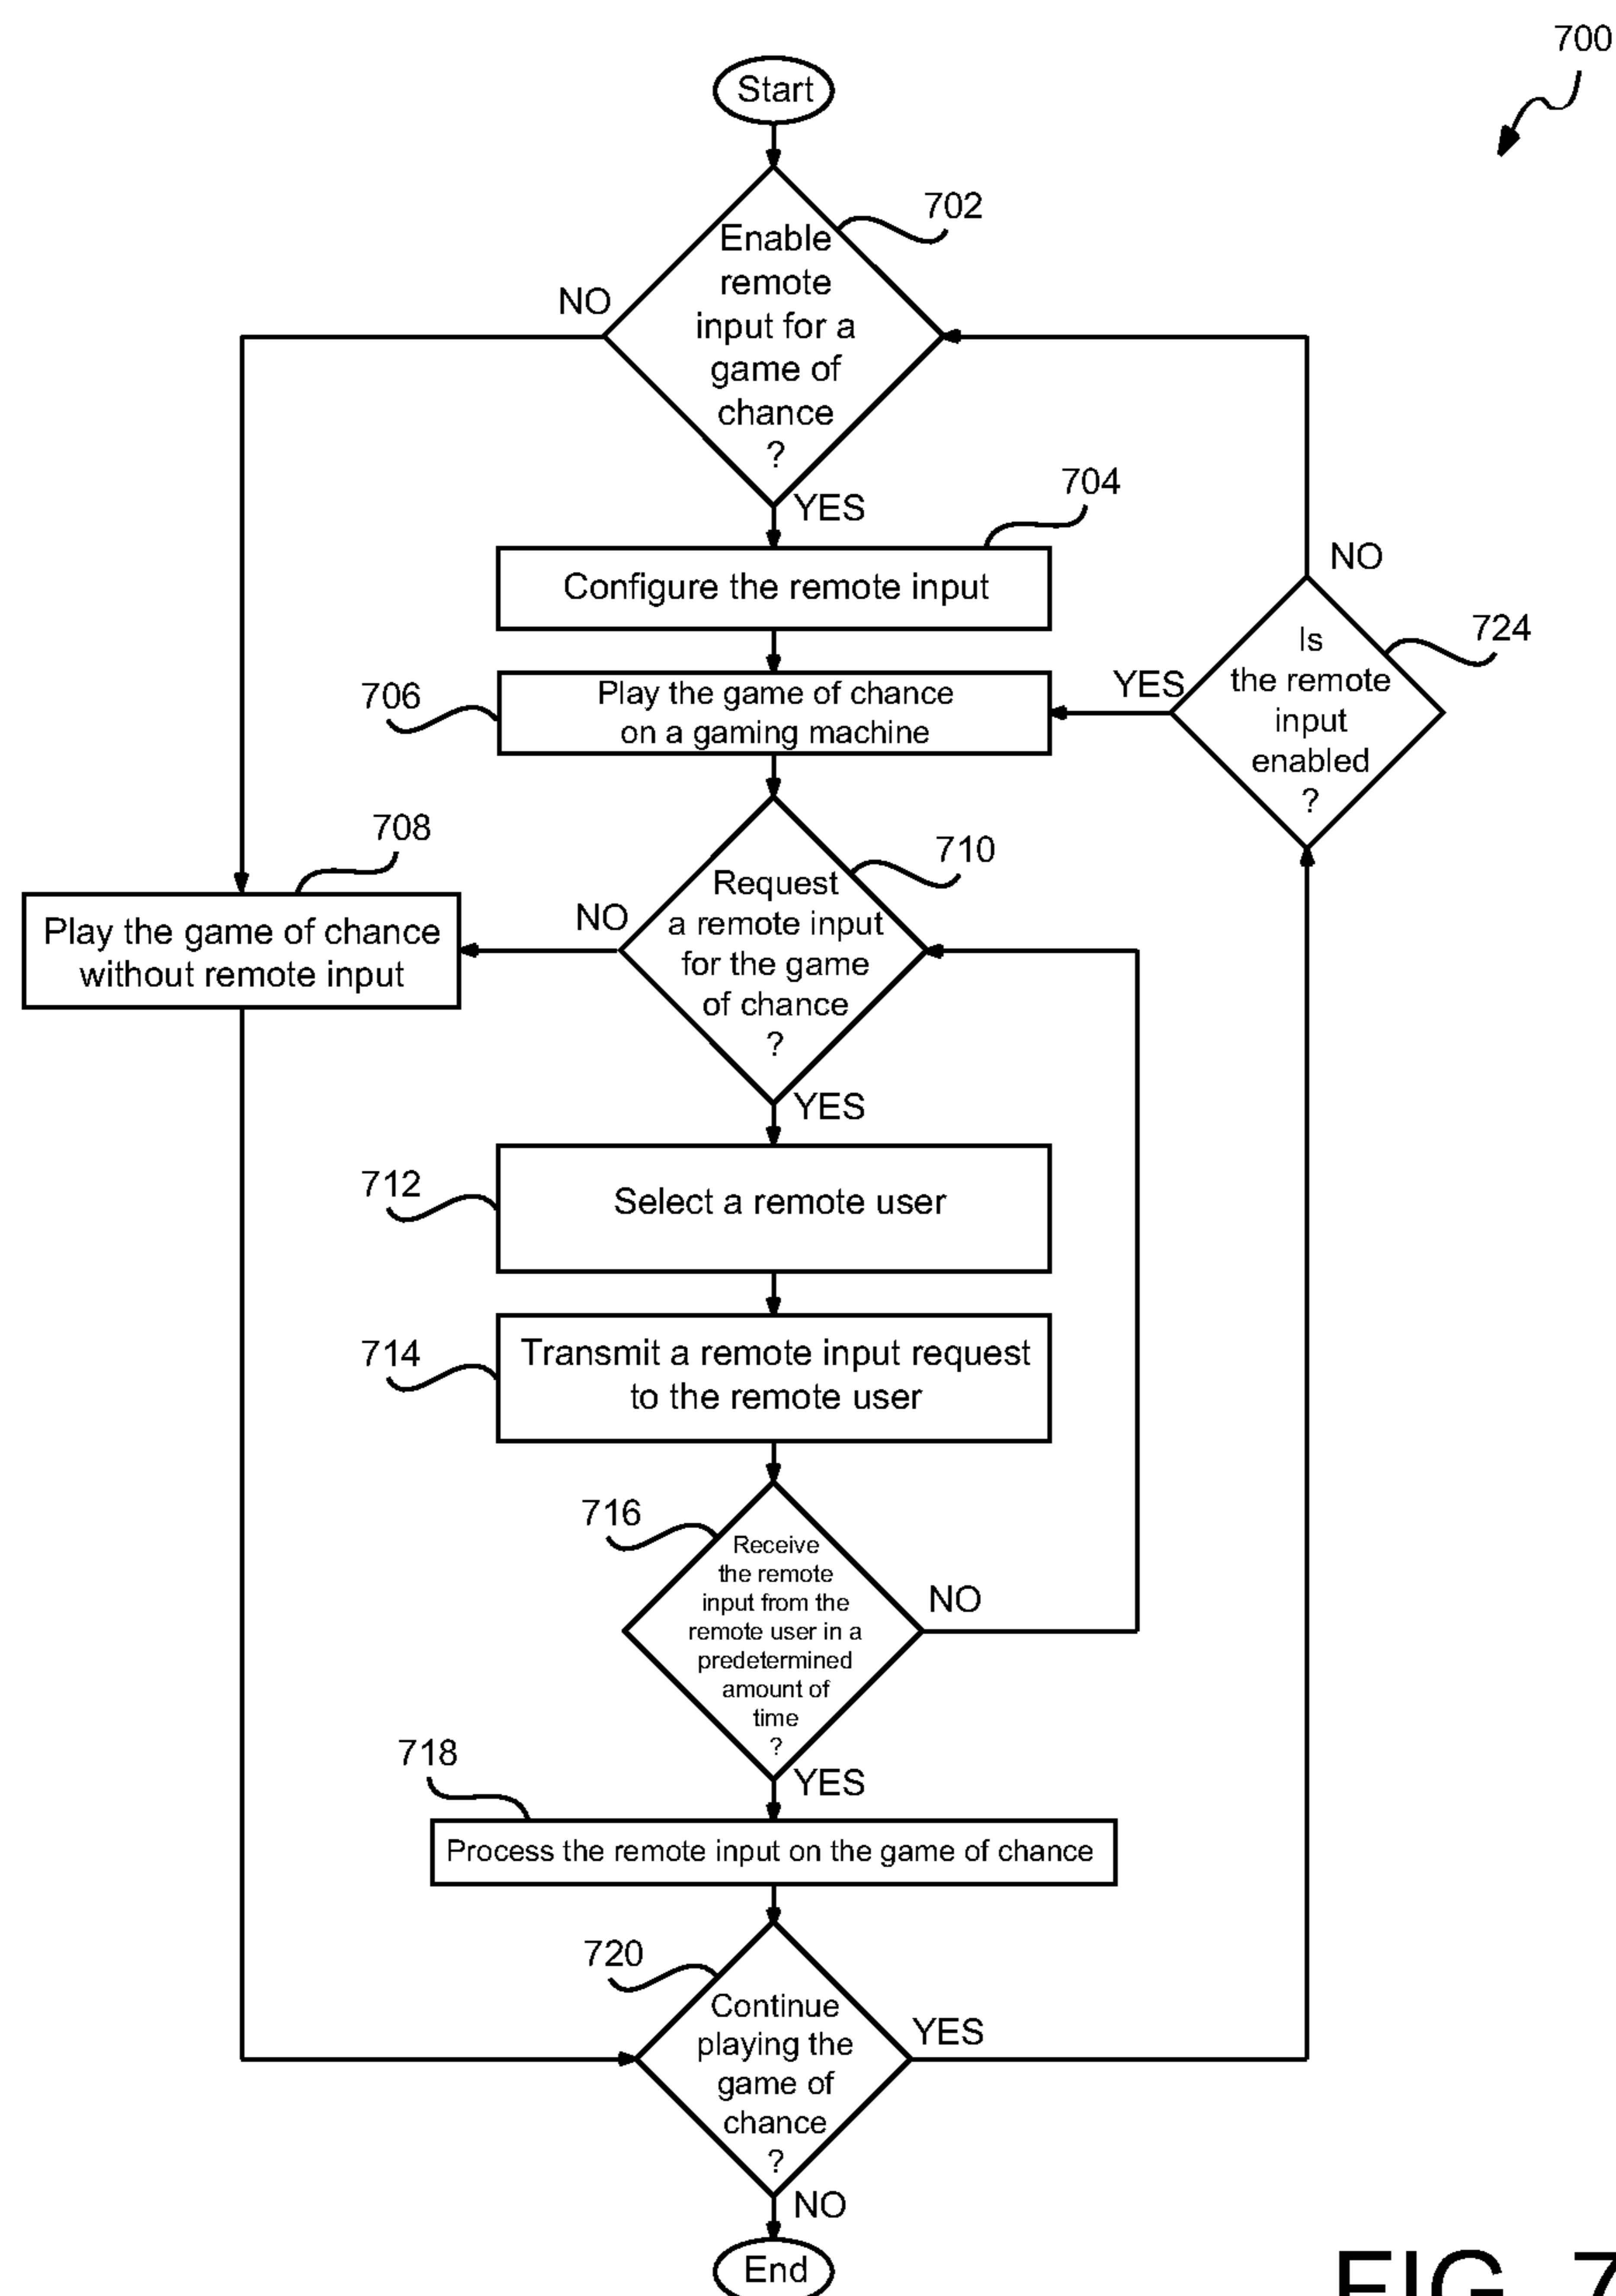 700
Start
702
Enable
remote
input for a
game of
chance
?
NO
YES
704
Configure the remote input
NO
724
Is
the remote
input
enabled
?
YES
706
Play the game of chance
on a gaming machine
708
Play the game of chance
without remote input
710
Request
a remote input
for the game
of chance
?
NO
YES
712
Select a remote user
714
Transmit a remote input request
to the remote user
716
Receive
the remote
input from the
remote user in a
predetermined
amount of
time
?
NO
YES
718
Process the remote input on the game of chance
720
Continue
playing the
game of
chance
?
YES
NO
End
FIG. 7